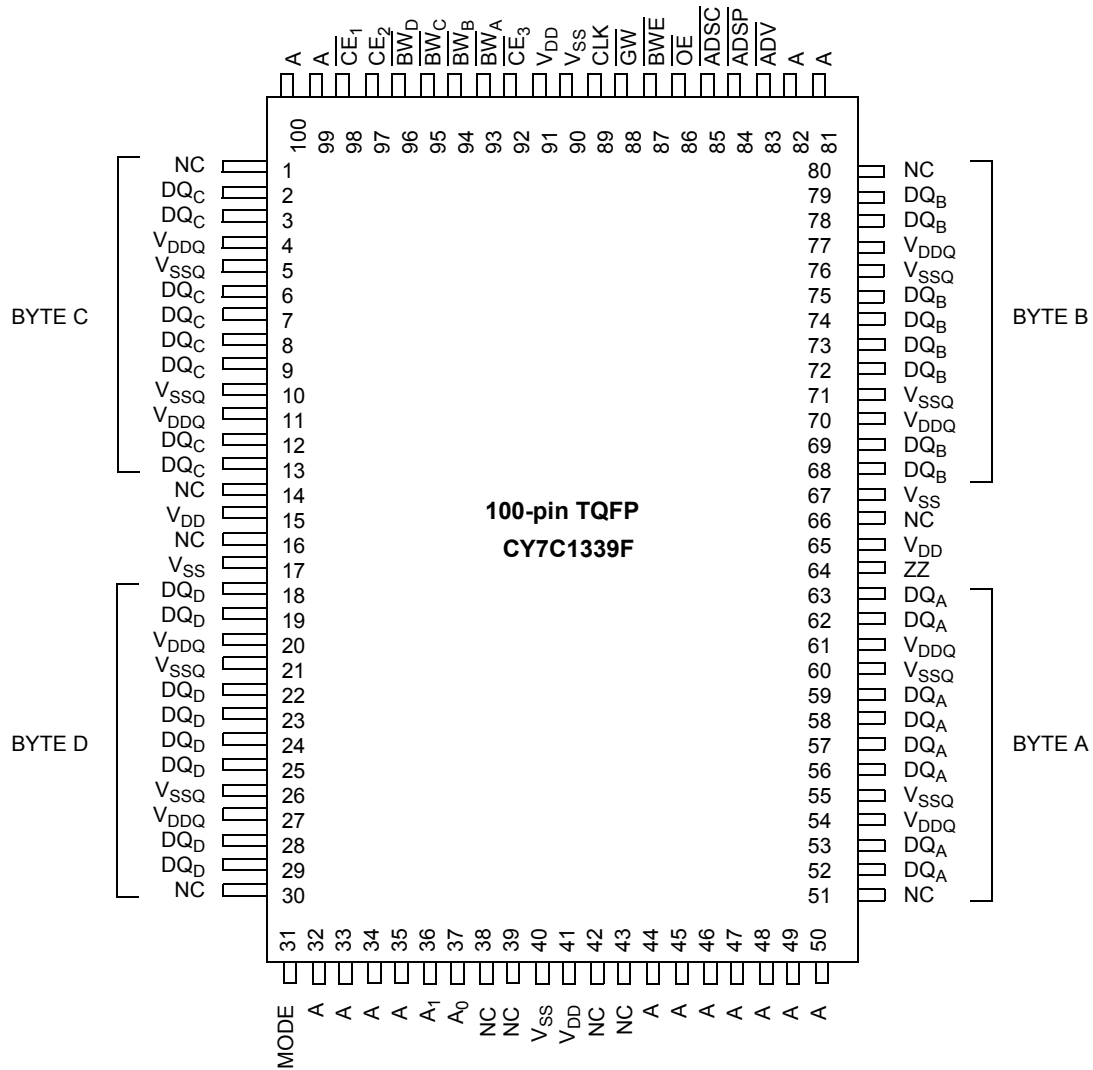 A A CE1 CE2 BWD BWC BWB BWA CE3 VDD VSS CLK GW BWE OE ADSC ADSP ADV A A
100 99 98 97 96 95 94 93 92 91 90 89 88 87 86 85 84 83 82 81
NC 1 80 NC
DQC 2 79 DQB
DQC 3 78 DQB
VDDQ 4 77 VDDQ
VSSQ 5 76 VSSQ
DQC 6 75 DQB
BYTE C DQC 7 74 DQB BYTE B
DQC 8 73 DQB
DQC 9 72 DQB
VSSQ 10 71 VSSQ
VDDQ 11 70 VDDQ
DQC 12 69 DQB
DQC 13 68 DQB
NC 14 67 VSS
100-pin TQFP
VDD 15 66 NC
CY7C1339F
NC 16 65 VDD
VSS 17 64 ZZ
DQD 18 63 DQA
DQD 19 62 DQA
VDDQ 20 61 VDDQ
VSSQ 21 60 VSSQ
DQD 22 59 DQA
DQD 23 58 DQA
BYTE D DQD 24 57 DQA BYTE A
DQD 25 56 DQA
VSSQ 26 55 VSSQ
VDDQ 27 54 VDDQ
DQD 28 53 DQA
DQD 29 52 DQA
NC 30 51 NC
31 32 33 34 35 36 37 38 39 40 41 42 43 44 45 46 47 48 49 50
MODE A A A A A1 A0 NC NC VSS VDD NC NC A A A A A A A